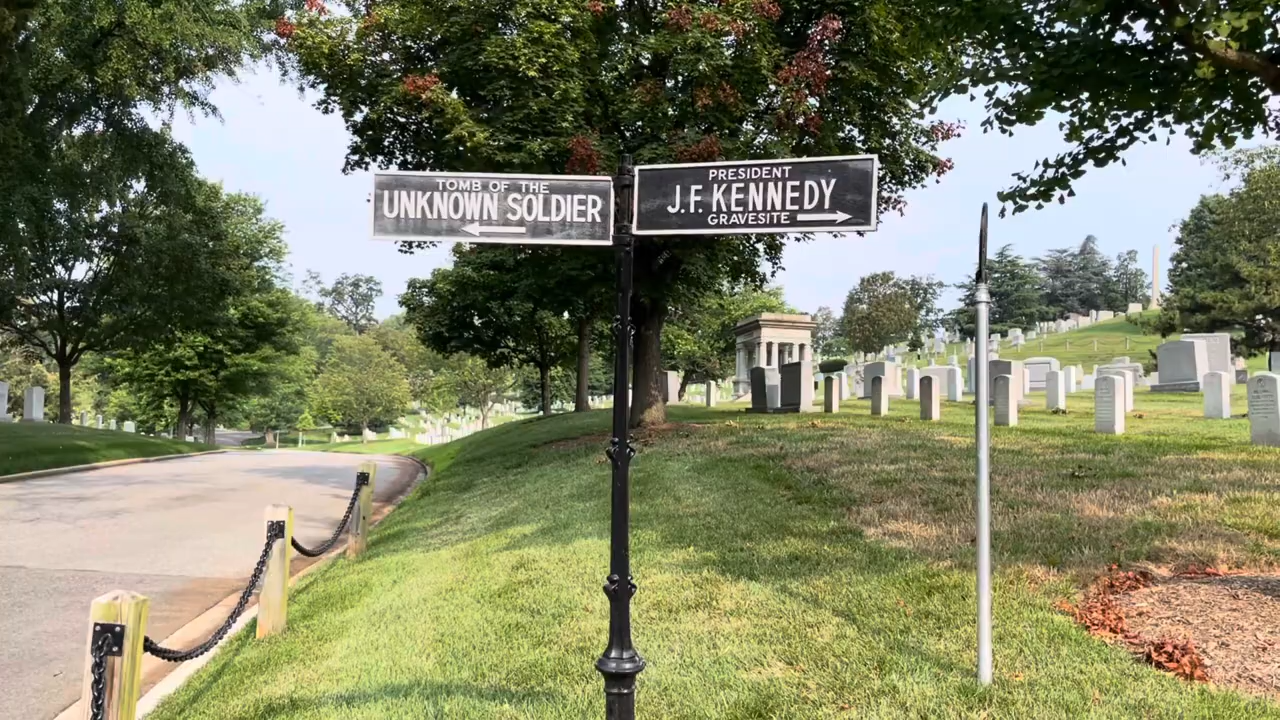 TOMB OF THE
UNKNOWN SOLDIER
PRESIDENT
J.F. KENNEDY
GRAVESITE